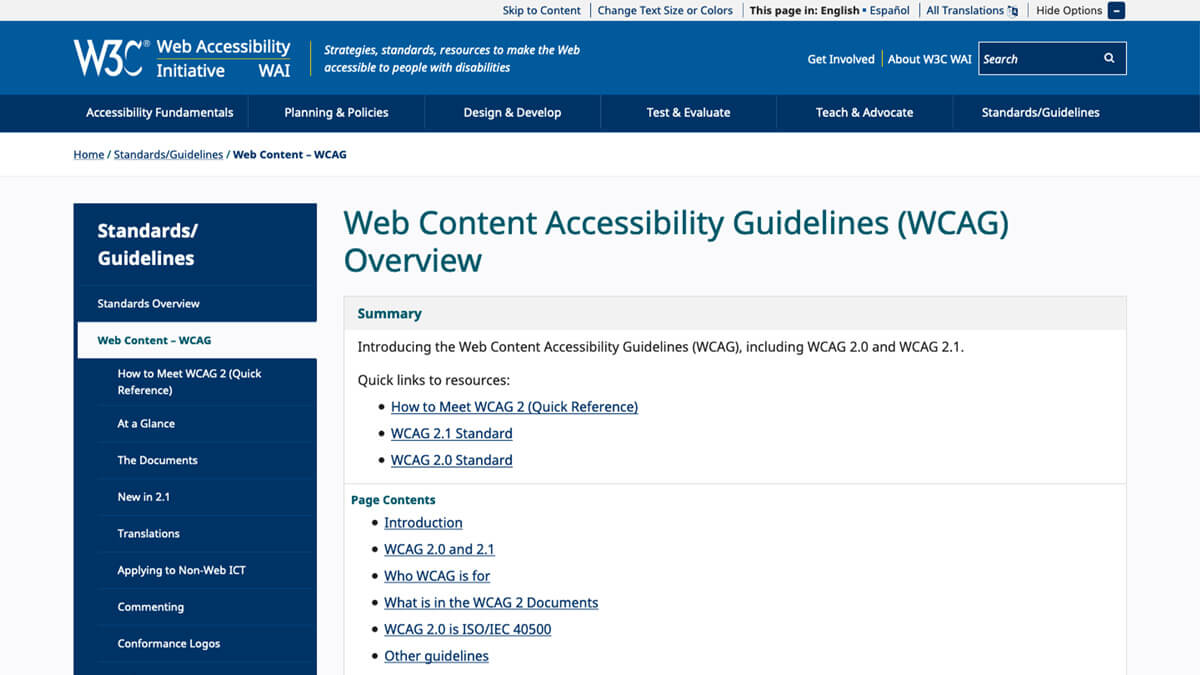 Skip to Content
Change Text Size or Colors
This page in: English • Español
All Translations
Hide Options
W3C® Web Accessibility Initiative WAI
Strategies, standards, resources to make the Web
accessible to people with disabilities
Get Involved
About W3C WAI
Search
Accessibility Fundamentals
Planning & Policies
Design & Develop
Test & Evaluate
Teach & Advocate
Standards/Guidelines
Home / Standards/Guidelines / Web Content – WCAG
Standards/
Guidelines
Standards Overview
Web Content – WCAG
How to Meet WCAG 2 (Quick
Reference)
At a Glance
The Documents
New in 2.1
Translations
Applying to Non-Web ICT
Commenting
Conformance Logos
Web Content Accessibility Guidelines (WCAG)
Overview
Summary
Introducing the Web Content Accessibility Guidelines (WCAG), including WCAG 2.0 and WCAG 2.1.
Quick links to resources:
• How to Meet WCAG 2 (Quick Reference)
• WCAG 2.1 Standard
• WCAG 2.0 Standard
Page Contents
• Introduction
• WCAG 2.0 and 2.1
• Who WCAG is for
• What is in the WCAG 2 Documents
• WCAG 2.0 is ISO/IEC 40500
• Other guidelines